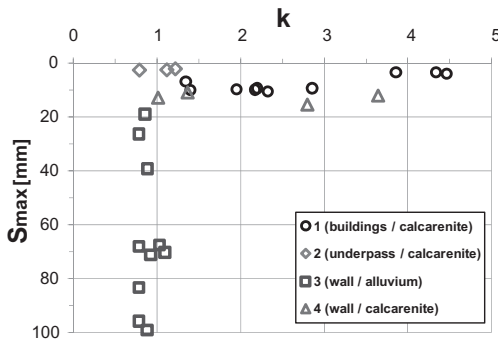 k
0 1 2 3 4 5
0
20
40
60
80
100
Smax [mm]
1 (buildings / calcarenite)
2 (underpass / calcarenite)
3 (wall / alluvium)
4 (wall / calcarenite)